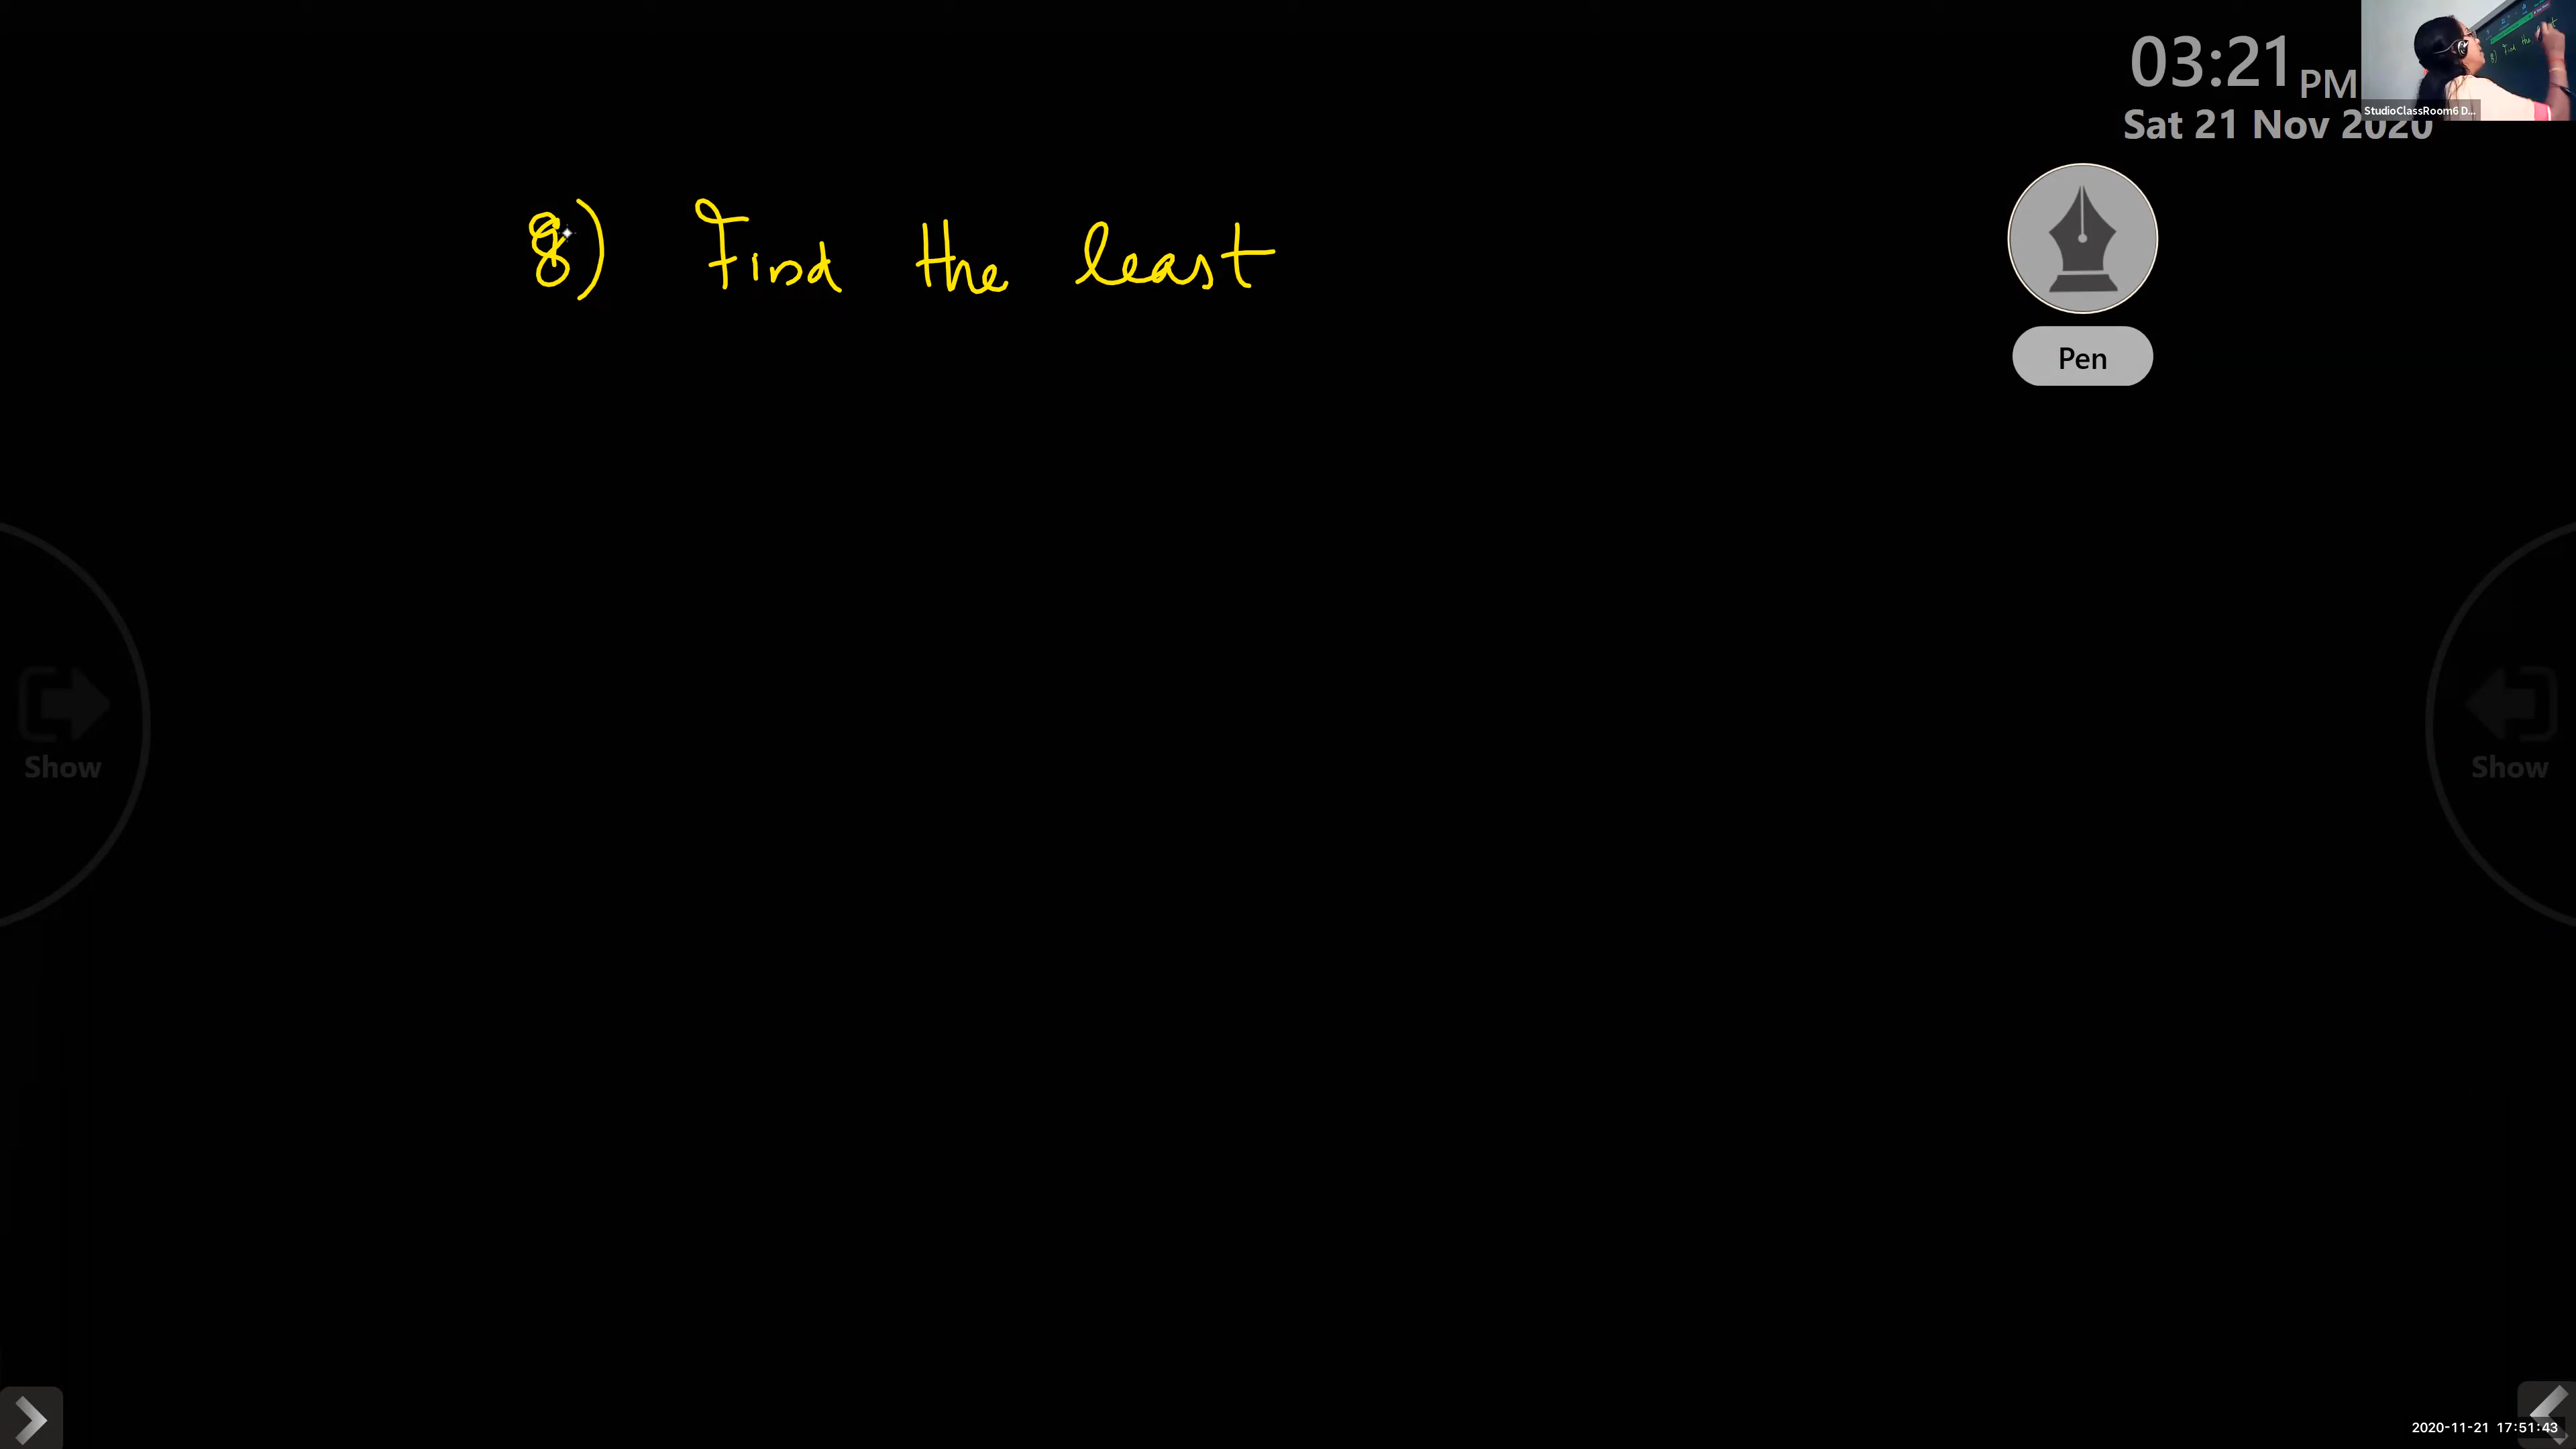 03:21 PM
StudioClassRoom6 D...
Sat 21 Nov 2020
8) Find the least
Pen
Show
Show
2020-11-21 17:51:43